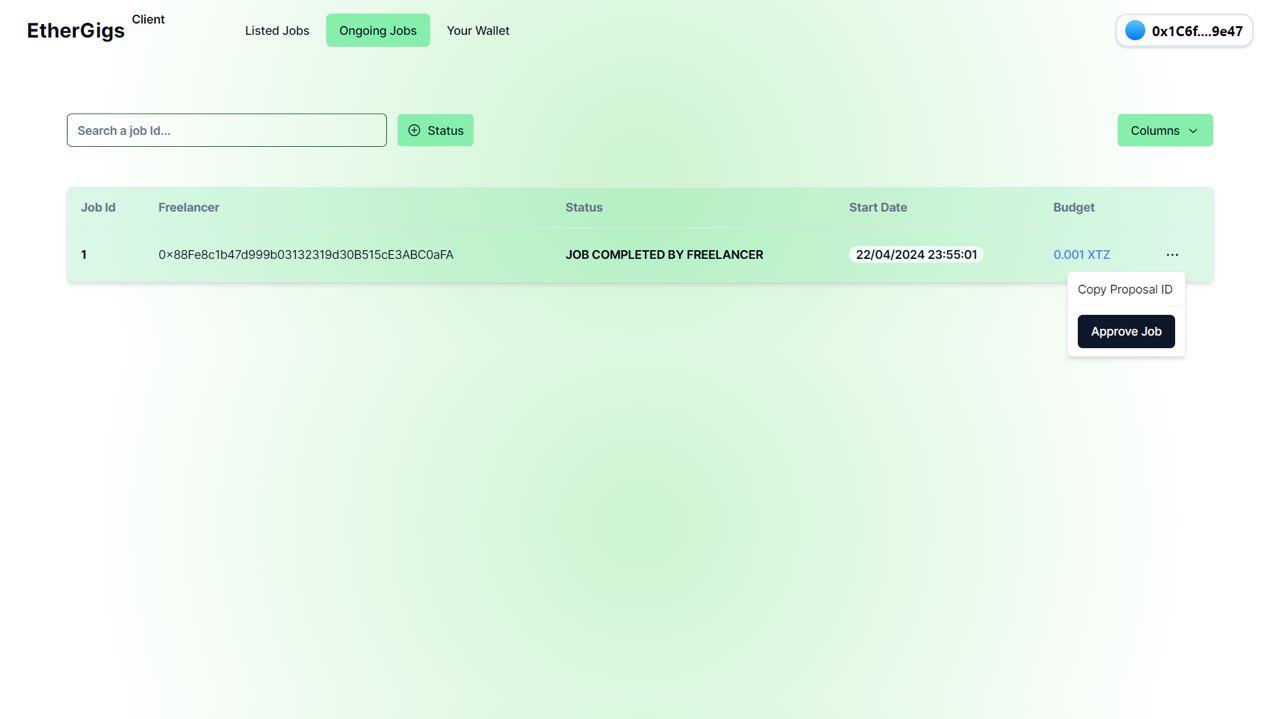 EtherGigs Client
Listed Jobs Ongoing Jobs Your Wallet
0x1C6f....9e47
Search a job Id...
Status
Columns
Job Id Freelancer Status Start Date Budget
1 0x88Fe8c1b47d999b03132319d30B515cE3ABC0aFA JOB COMPLETED BY FREELANCER 22/04/2024 23:55:01 0.001 XTZ ...
Copy Proposal ID
Approve Job